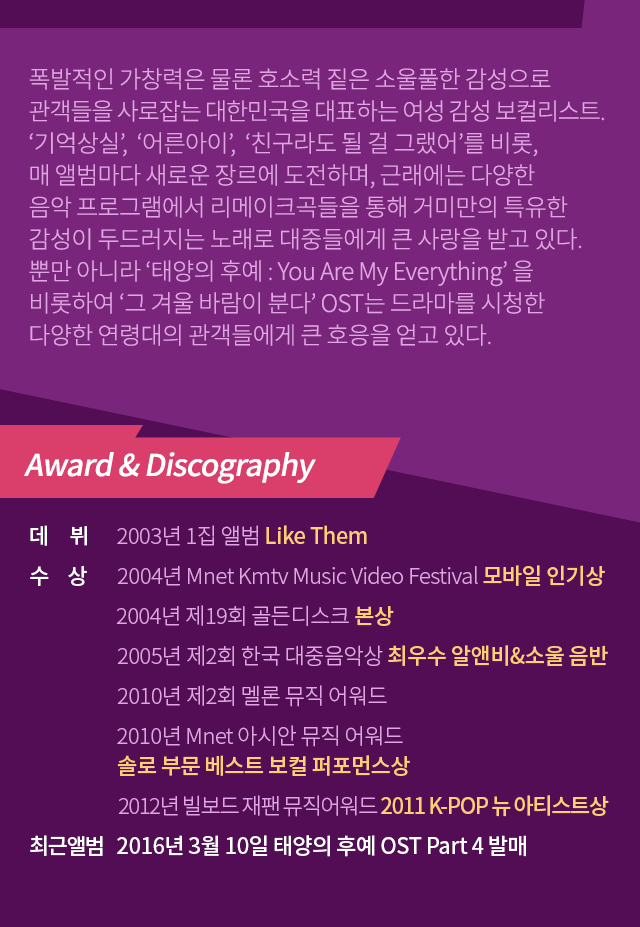 폭발적인 가창력은 물론 호소력 짙은 소울풀한 감성으로
관객들을 사로잡는 대한민국을 대표하는 여성 감성 보컬리스트.
‘기억상실’, ‘어른아이’, ‘친구라도 될 걸 그랬어’를 비롯,
매 앨범마다 새로운 장르에 도전하며, 근래에는 다양한
음악 프로그램에서 리메이크곡들을 통해 거미만의 특유한
감성이 두드러지는 노래로 대중들에게 큰 사랑을 받고 있다.
뿐만 아니라 ‘태양의 후예 : You Are My Everything’ 을
비롯하여 ‘그 겨울 바람이 분다’ OST는 드라마를 시청한
다양한 연령대의 관객들에게 큰 호응을 얻고 있다.
Award & Discography
데 뷔 2003년 1집 앨범 Like Them
수 상 2004년 Mnet Kmtv Music Video Festival 모바일 인기상
2004년 제19회 골든디스크 본상
2005년 제2회 한국 대중음악상 최우수 알앤비&소울 음반
2010년 제2회 멜론 뮤직 어워드
2010년 Mnet 아시안 뮤직 어워드
솔로 부문 베스트 보컬 퍼포먼스상
2012년 빌보드 재팬 뮤직어워드 2011 K-POP 뉴 아티스트상
최근앨범 2016년 3월 10일 태양의 후예 OST Part 4 발매